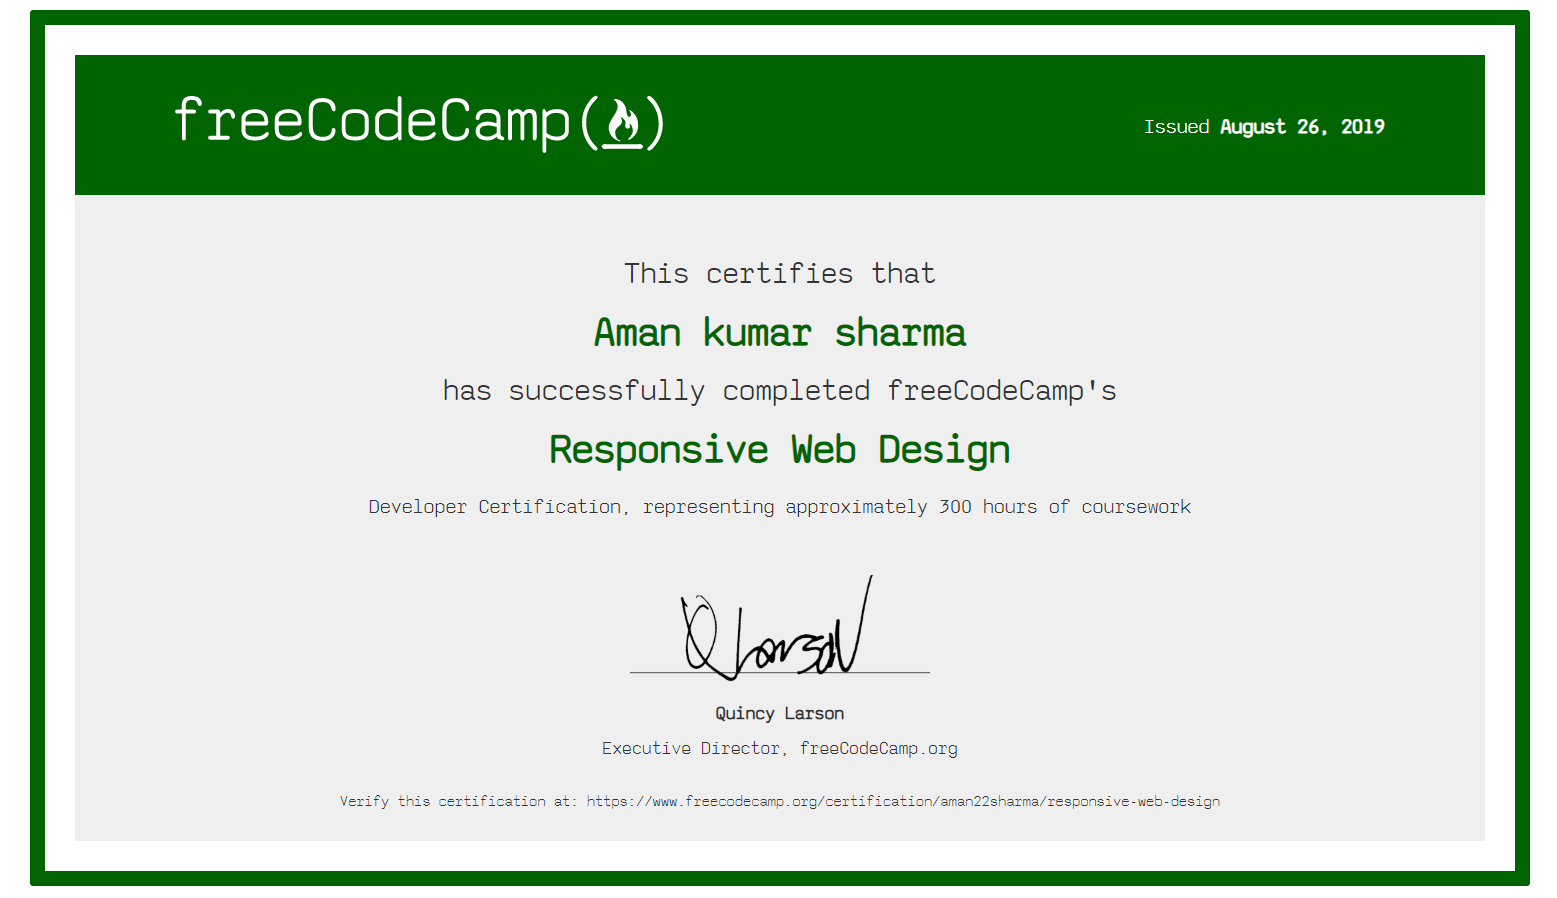 freeCodeCamp(🔥)
Issued August 26, 2019
This certifies that
Aman kumar sharma
has successfully completed freeCodeCamp's
Responsive Web Design
Developer Certification, representing approximately 300 hours of coursework
Q Larson
Quincy Larson
Executive Director, freeCodeCamp.org
Verify this certification at: https://www.freecodecamp.org/certification/aman22sharma/responsive-web-design